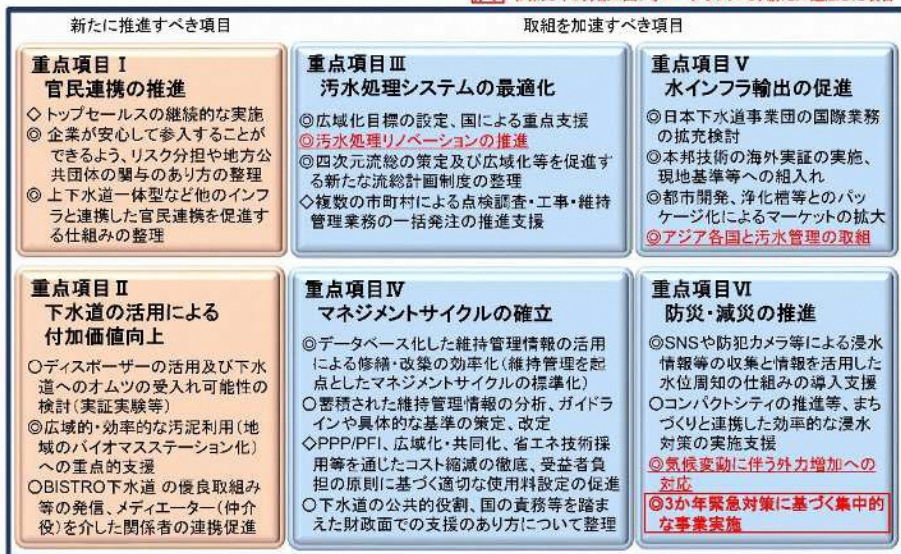 新たに推進すべき項目
取組を加速すべき項目
重点項目Ⅰ
官民連携の推進
◇トップセールスの継続的な実施
◎企業が安心して参入することが
できるよう、リスク分担や地方公
共団体の関与のあり方の整理
◎上下水道一体型など他のインフ
ラと連携した官民連携を促進す
る仕組みの整理
重点項目Ⅱ
下水道の活用による
付加価値向上
○ディスポーザーの活用及び下水
道へのオムツの受入れ可能性の
検討(実証実験等)
◎広域的・効率的な汚泥利用(地
域のバイオマスステーション化)
への重点的支援
○BISTRO下水道 の優良取組み
等の発信、メディエーター(仲介
役)を介した関係者の連携促進
重点項目Ⅲ
汚水処理システムの最適化
◎広域化目標の設定、国による重点支援
◎汚水処理リノベーションの推進
◎四次元流総の策定及び広域化等を促進す
る新たな流総計画制度の整理
◇複数の市町村による点検調査・工事・維持
管理業務の一括発注の推進支援
重点項目Ⅳ
マネジメントサイクルの確立
◎データベース化した維持管理情報の活用
による修繕・改築の効率化(維持管理を起
点としたマネジメントサイクルの標準化)
○蓄積された維持管理情報の分析、ガイドラ
インや具体的な基準の策定、改定
◇PPP/PFI、広域化・共同化、省エネ技術採
用等を通じたコスト縮減の徹底、受益者負
担の原則に基づく適切な使用料設定の促進
○下水道の公共的役割、国の責務等を踏ま
えた財政面での支援のあり方について整理
重点項目Ⅴ
水インフラ輸出の促進
◎日本下水道事業団の国際業務
の拡充検討
◎本邦技術の海外実証の実施、
現地基準等への組入れ
◎都市開発、浄化槽等とのパッ
ケージ化によるマーケットの拡大
◎アジア各国と汚水管理の取組
重点項目Ⅵ
防災・減災の推進
◎SNSや防犯カメラ等による浸水
情報等の収集と情報を活用した
水位周知の仕組みの導入支援
○コンパクトシティの推進等、まち
づくりと連携した効率的な浸水
対策の実施支援
◎気候変動に伴う外力増加への
対応
◎3か年緊急対策に基づく集中的
な事業実施